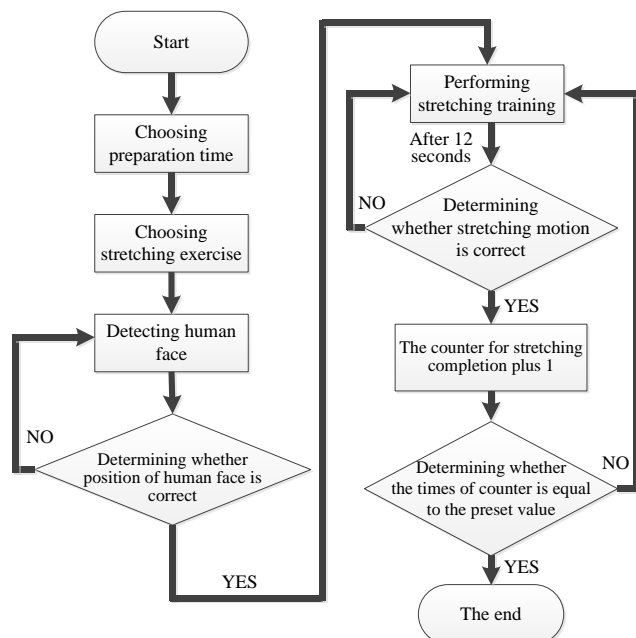 Start
Choosing
preparation time
Choosing
stretching exercise
Detecting human
face
NO
Determining whether
position of human face is
correct
YES
Performing
stretching training
After 12
seconds
NO
Determining
whether stretching motion
is correct
YES
The counter for stretching
completion plus 1
Determining whether
the times of counter is equal
to the preset value
NO
YES
The end